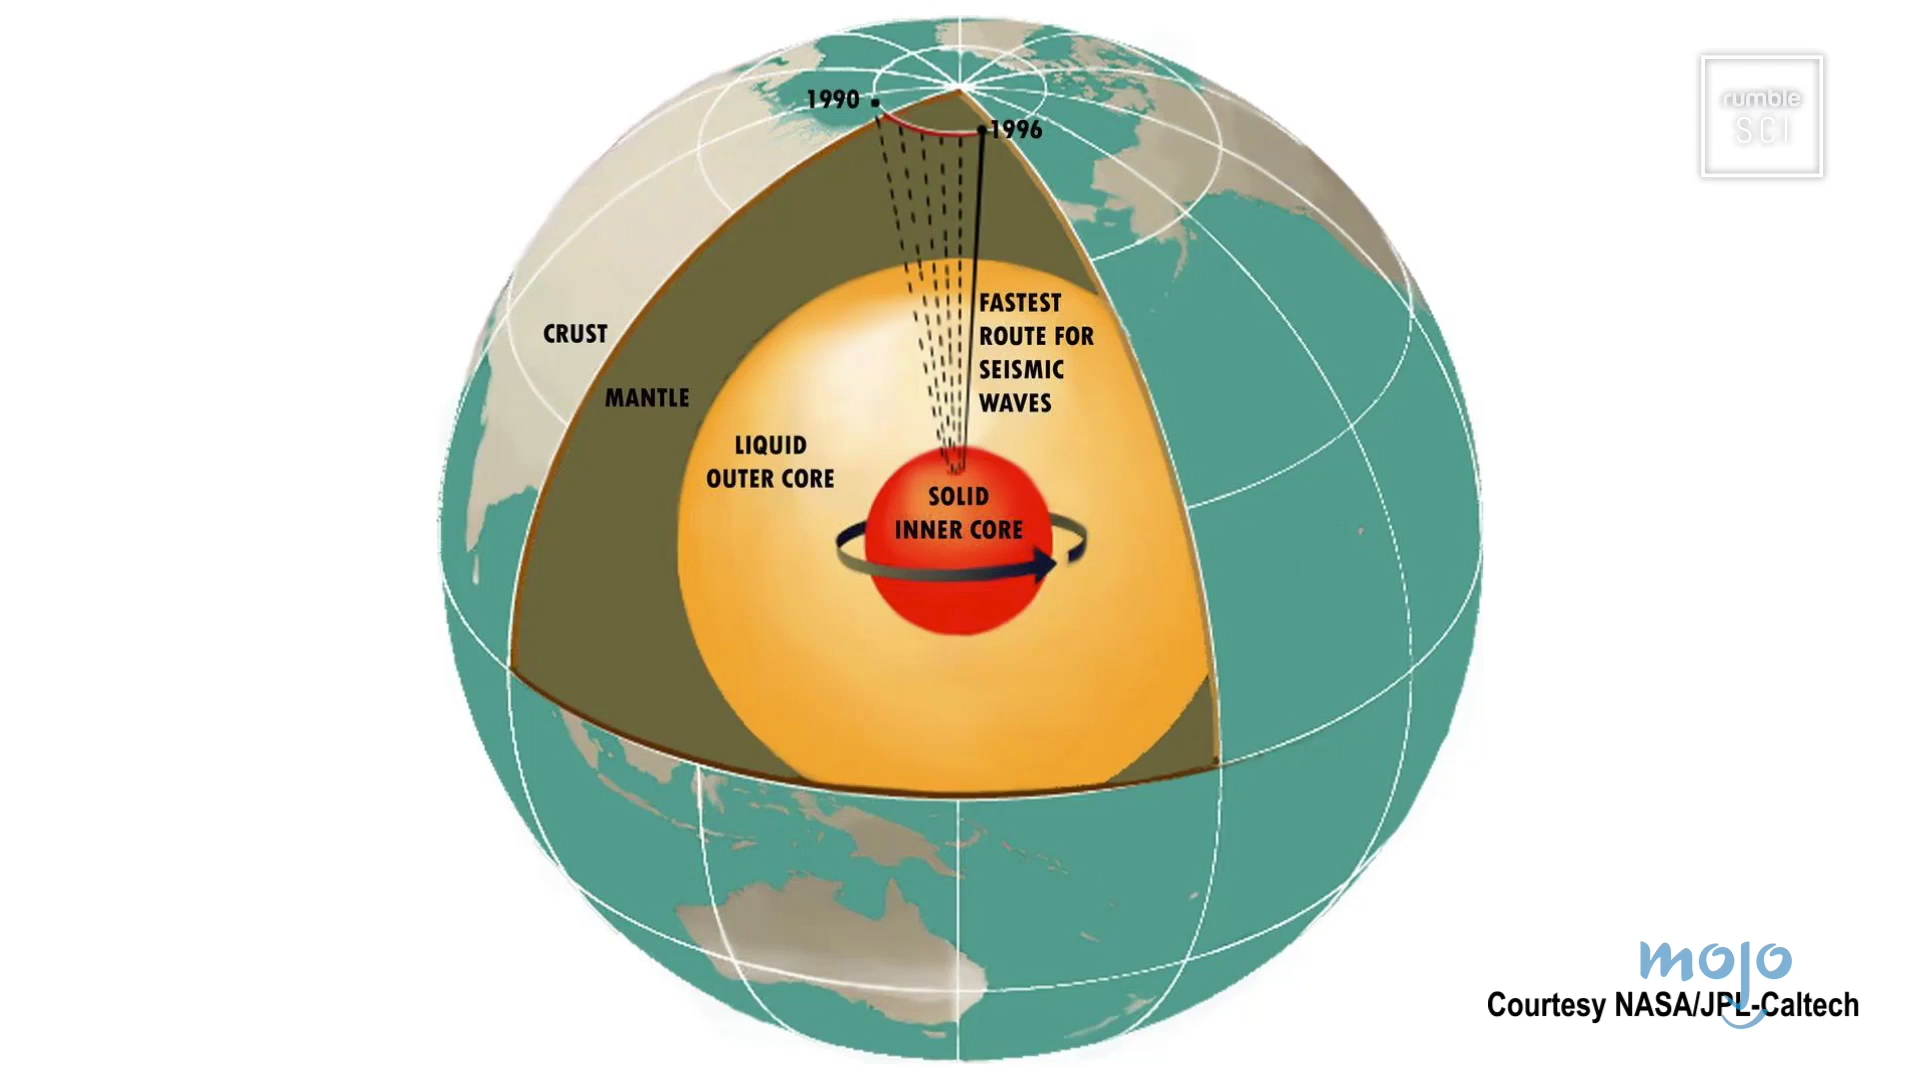 1990
1996
rumble
SCI
FASTEST
ROUTE FOR
SEISMIC
WAVES
CRUST
MANTLE
LIQUID
OUTER CORE
SOLID
INNER CORE
mojo
Courtesy NASA/JPL-Caltech